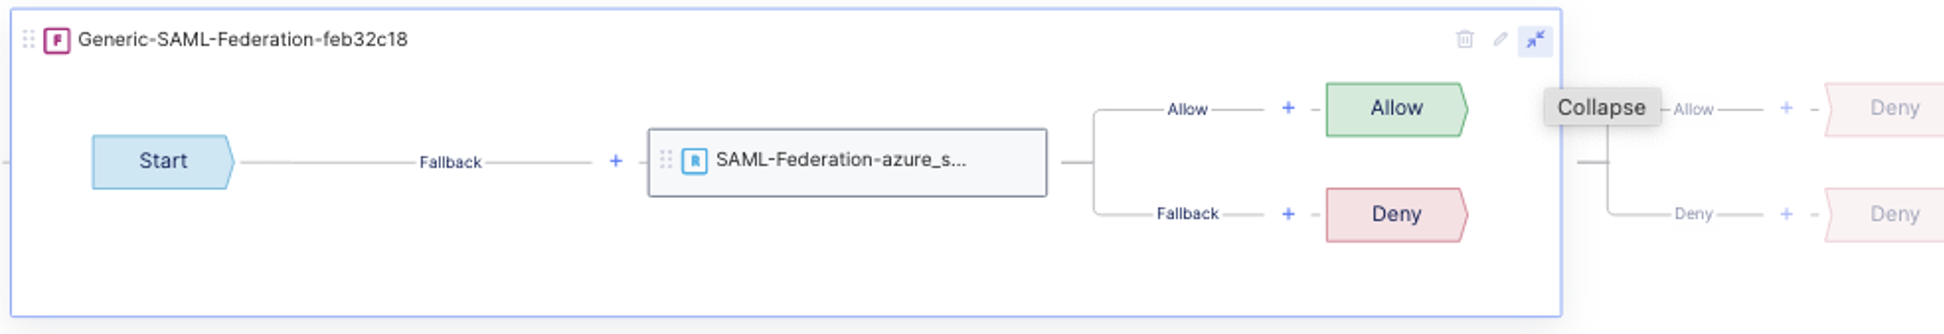 F Generic-SAML-Federation-feb32c18
Collapse
Start
Fallback
R SAML-Federation-azure_s...
Allow
Allow
Fallback
Deny
Allow
Deny
Deny
Deny